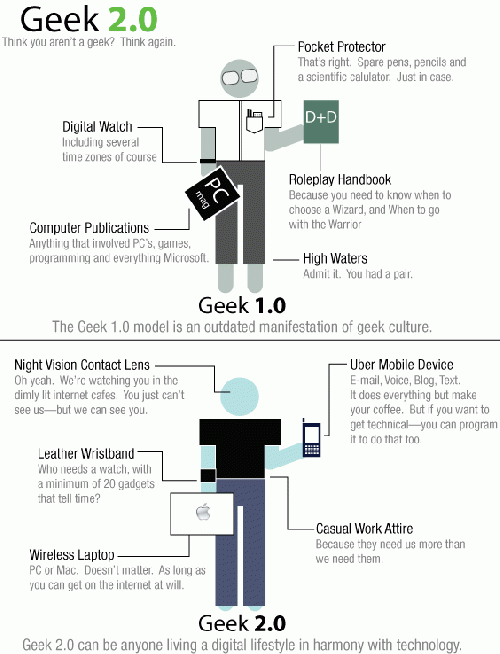 Geek 2.0
Think you aren't a geek? Think again.
Pocket Protector
That's right. Spare pens, pencils and
a scientific calulator. Just in case.
D+D
Digital Watch
Including several
time zones of course
Roleplay Handbook
Because you need to know when to
choose a Wizard, and When to go
with the Warrior
PC
mag
Computer Publications
Anything that involved PC's, games,
programming and everything Microsoft.
High Waters
Admit it. You had a pair.
Geek 1.0
The Geek 1.0 model is an outdated manifestation of geek culture.
Night Vision Contact Lens
Oh yeah. We're watching you in the
dimly lit internet cafes. You just can't
see us—but we can see you.
Uber Mobile Device
E-mail, Voice, Blog, Text.
It does everything but make
your coffee. But if you want to
get technical—you can program
it to do that too.
Leather Wristband
Who needs a watch, with
a minimum of 20 gadgets
that tell time?
Casual Work Attire
Because they need us more than
we need them
Wireless Laptop
PC or Mac. Doesn't matter. As long as
you can get on the internet at will.
Geek 2.0
Geek 2.0 can be anyone living a digital lifestyle in harmony with technology.